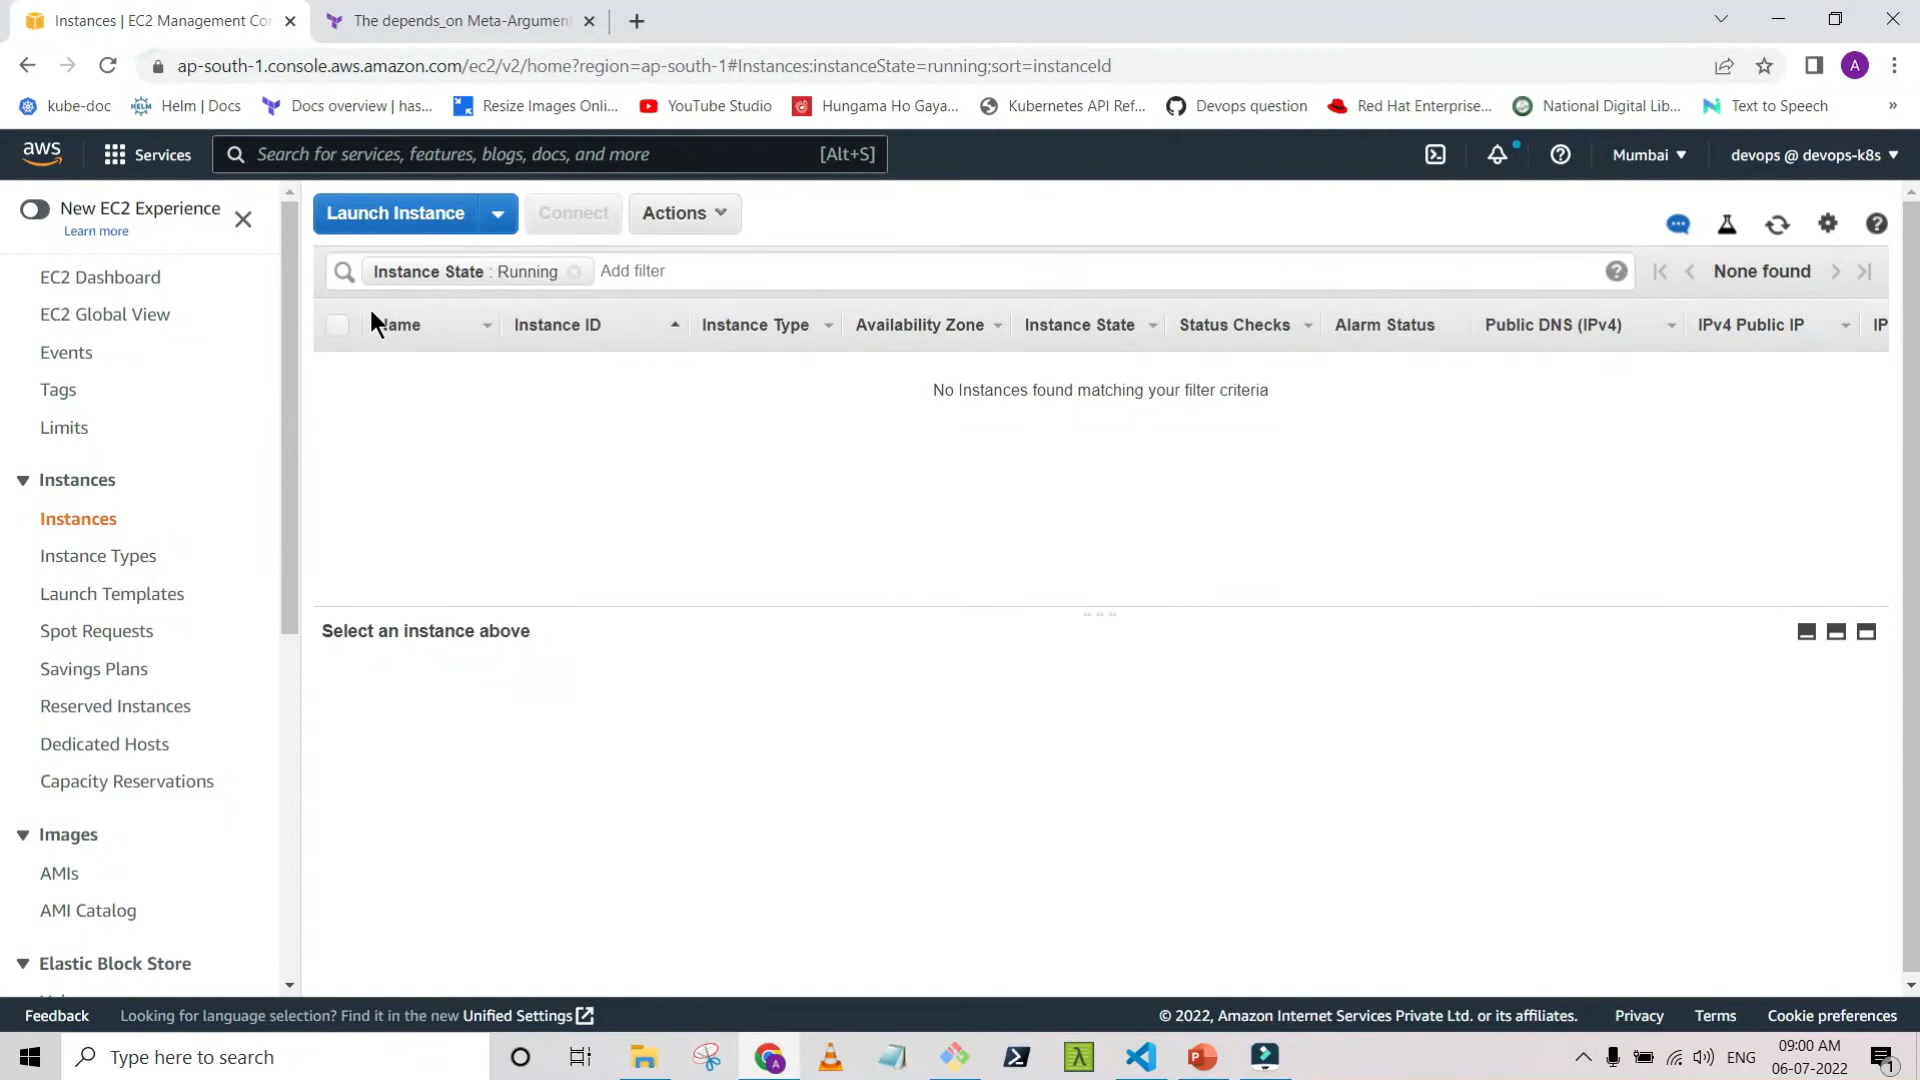 Instances | EC2 Management Con
The depends_on Meta-Argument
ap-south-1.console.aws.amazon.com/ec2/v2/home?region=ap-south-1#Instances:instanceState=running;sort=instanceId
A
kube-doc
HELM
Helm | Docs
Docs overview | has...
Resize Images Onli...
YouTube Studio
Hungama Ho Gaya...
Kubernetes API Ref...
Devops question
Red Hat Enterprise...
National Digital Lib...
Text to Speech
»
aws
Services
Search for services, features, blogs, docs, and more
[Alt+S]
Mumbai
devops @ devops-k8s
New EC2 Experience
Learn more
Launch Instance
Connect
Actions
Instance State : Running
Add filter
None found
Name
Instance ID
Instance Type
Availability Zone
Instance State
Status Checks
Alarm Status
Public DNS (IPv4)
IPv4 Public IP
IP
No Instances found matching your filter criteria
Select an instance above
EC2 Dashboard
EC2 Global View
Events
Tags
Limits
Instances
Instances
Instance Types
Launch Templates
Spot Requests
Savings Plans
Reserved Instances
Dedicated Hosts
Capacity Reservations
Images
AMIs
AMI Catalog
Elastic Block Store
Feedback
Looking for language selection? Find it in the new Unified Settings
© 2022, Amazon Internet Services Private Ltd. or its affiliates.
Privacy
Terms
Cookie preferences
Type here to search
ENG
09:00 AM
06-07-2022
1